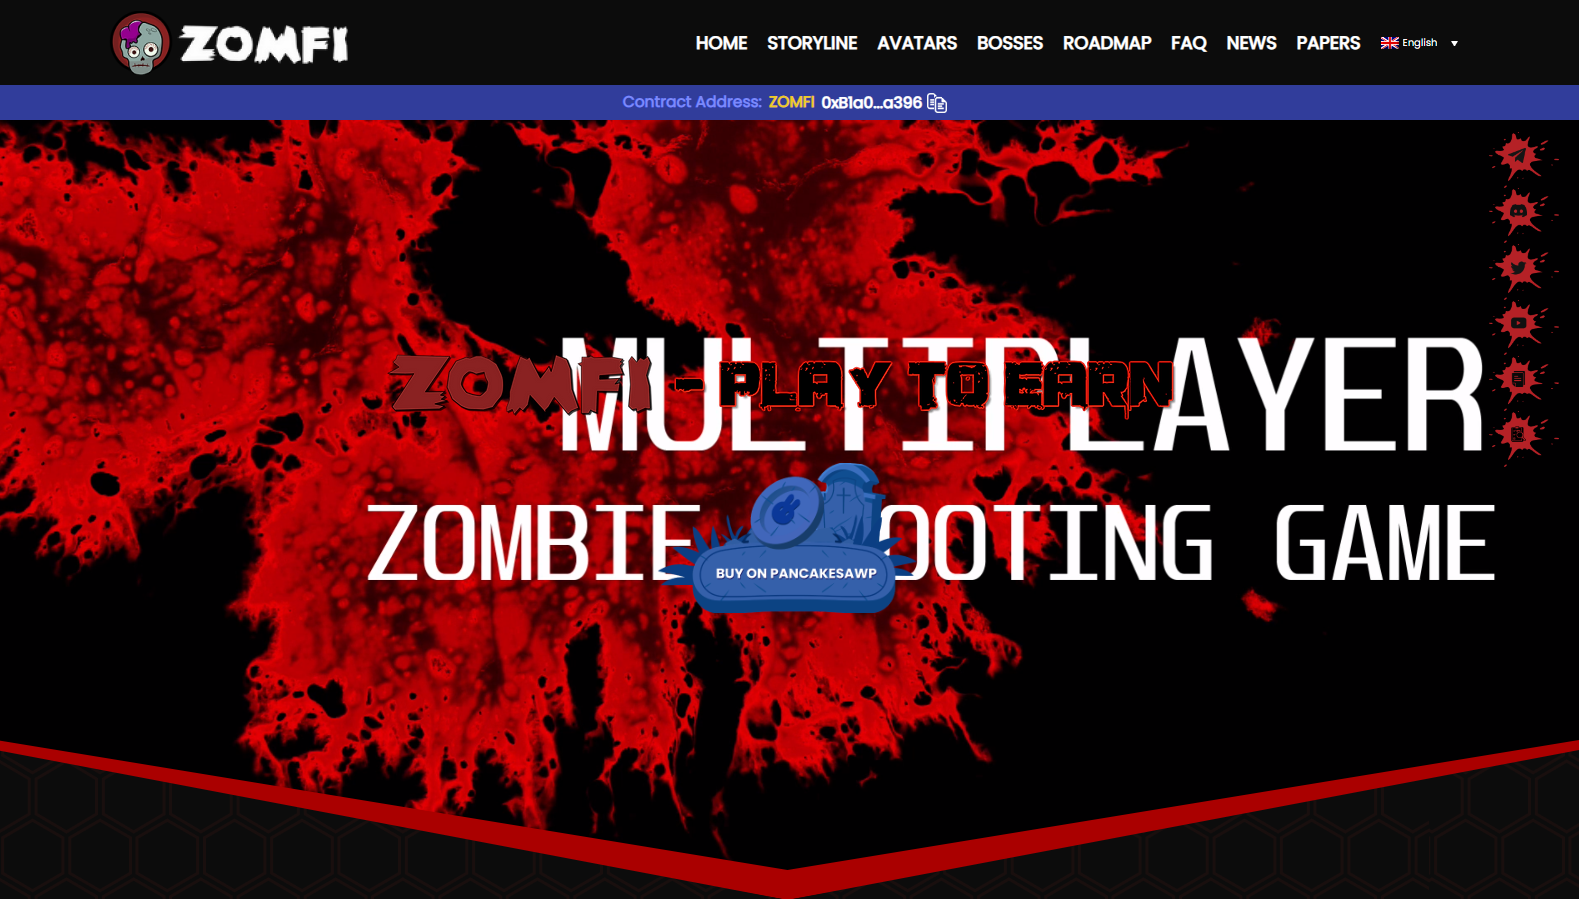 ZOMFI
HOME STORYLINE AVATARS BOSSES ROADMAP FAQ NEWS PAPERS English
Contract Address: ZOMFI 0xB1a0...a396
MULTIPLAYER
ZOMFI - PLAY TO EARN
ZOMBIE OOTING GAME
BUY ON PANCAKESAWP